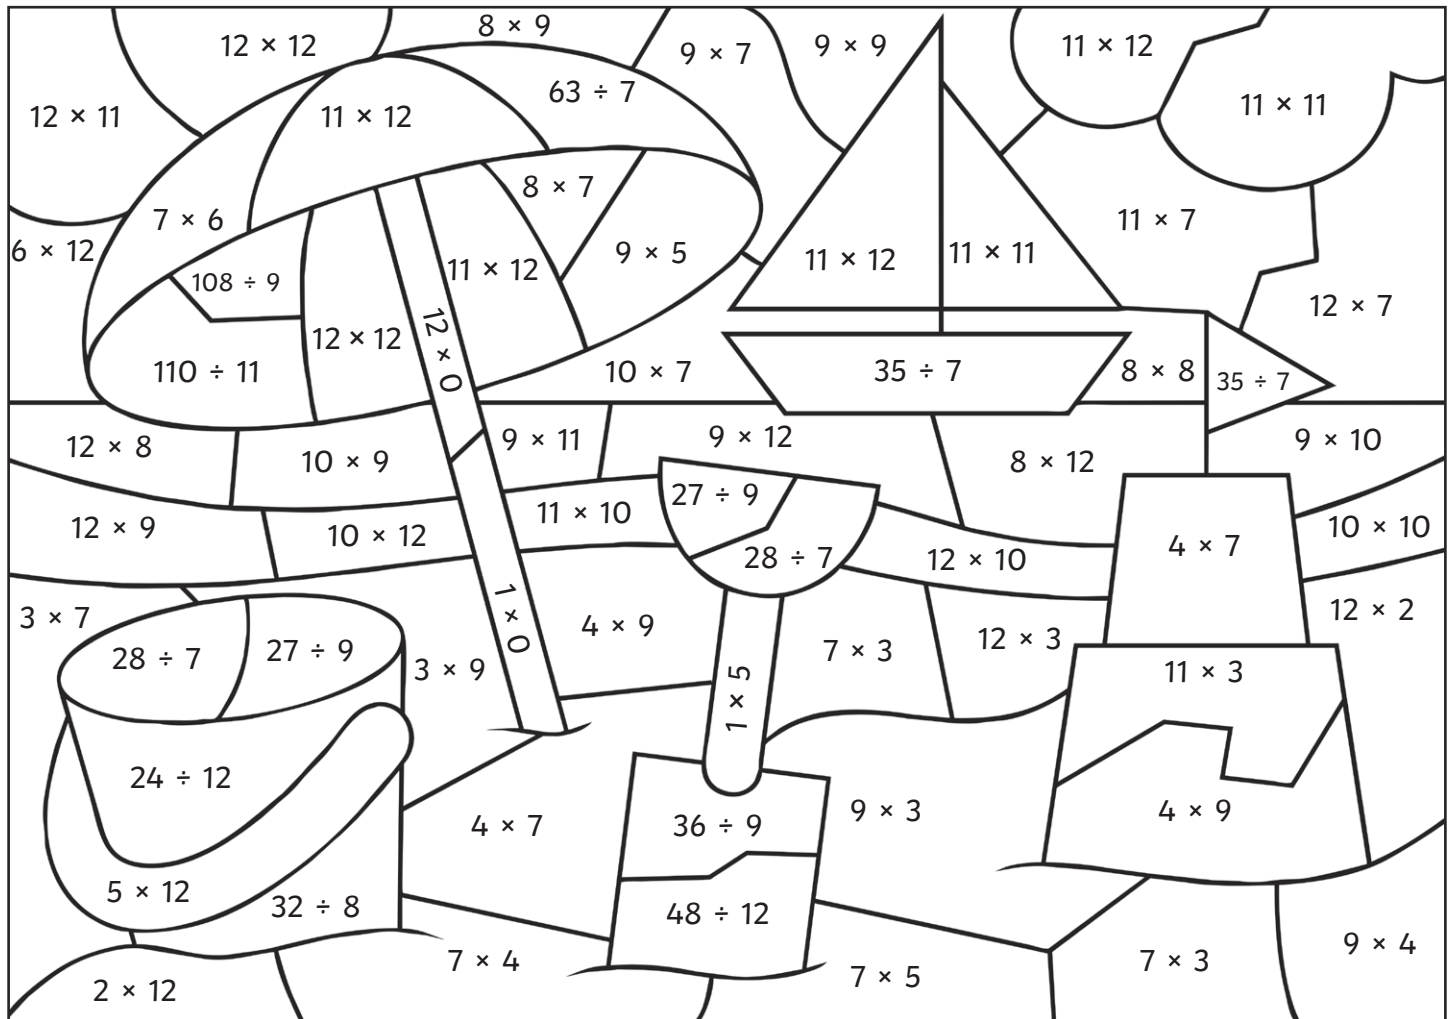 8 × 9
12 × 12
9 × 7
9 × 9
11 × 12
63 ÷ 7
11 × 11
12 × 11
11 × 12
8 × 7
7 × 6
11 × 7
6 × 12
9 × 5
11 × 12
11 × 11
11 × 12
108 ÷ 9
12 × 7
12 × 12
12 × 0
110 ÷ 11
10 × 7
35 ÷ 7
8 × 8
35 ÷ 7
12 × 8
10 × 9
9 × 11
9 × 12
8 × 12
9 × 10
27 ÷ 9
12 × 9
10 × 12
11 × 10
10 × 10
4 × 7
28 ÷ 7
12 × 10
3 × 7
1 × 0
4 × 9
12 × 2
28 ÷ 7
27 ÷ 9
3 × 9
7 × 3
12 × 3
11 × 3
1 × 5
24 ÷ 12
4 × 7
36 ÷ 9
9 × 3
4 × 9
5 × 12
32 ÷ 8
48 ÷ 12
7 × 4
7 × 5
7 × 3
9 × 4
2 × 12